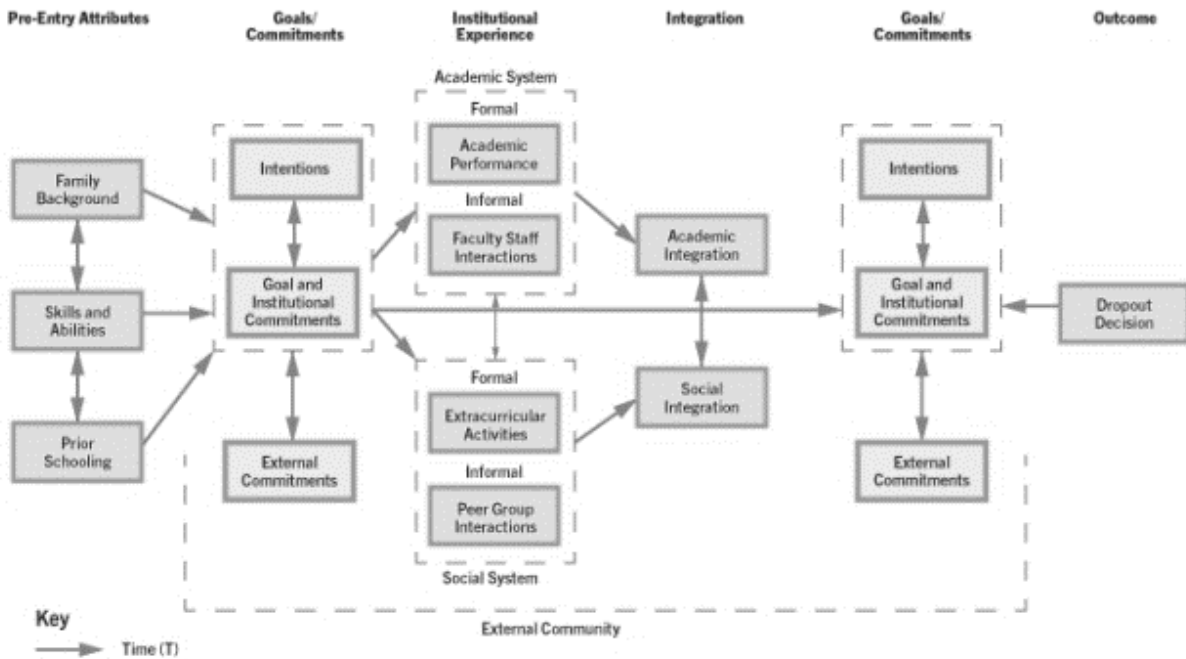 Pre-Entry Attributes
Goals/
Commitments
Institutional
Experience
Integration
Goals/
Commitments
Outcome
Family
Background
Skills and
Abilities
Prior
Schooling
Intentions
Goal and
Institutional
Commitments
External
Commitments
Academic System
Formal
Academic
Performance
Informal
Faculty Staff
Interactions
Formal
Extracurricular
Activities
Informal
Peer Group
Interactions
Social System
Academic
Integration
Social
Integration
Intentions
Goal and
Institutional
Commitments
External
Commitments
Dropout
Decision
External Community
Key
Time (T)